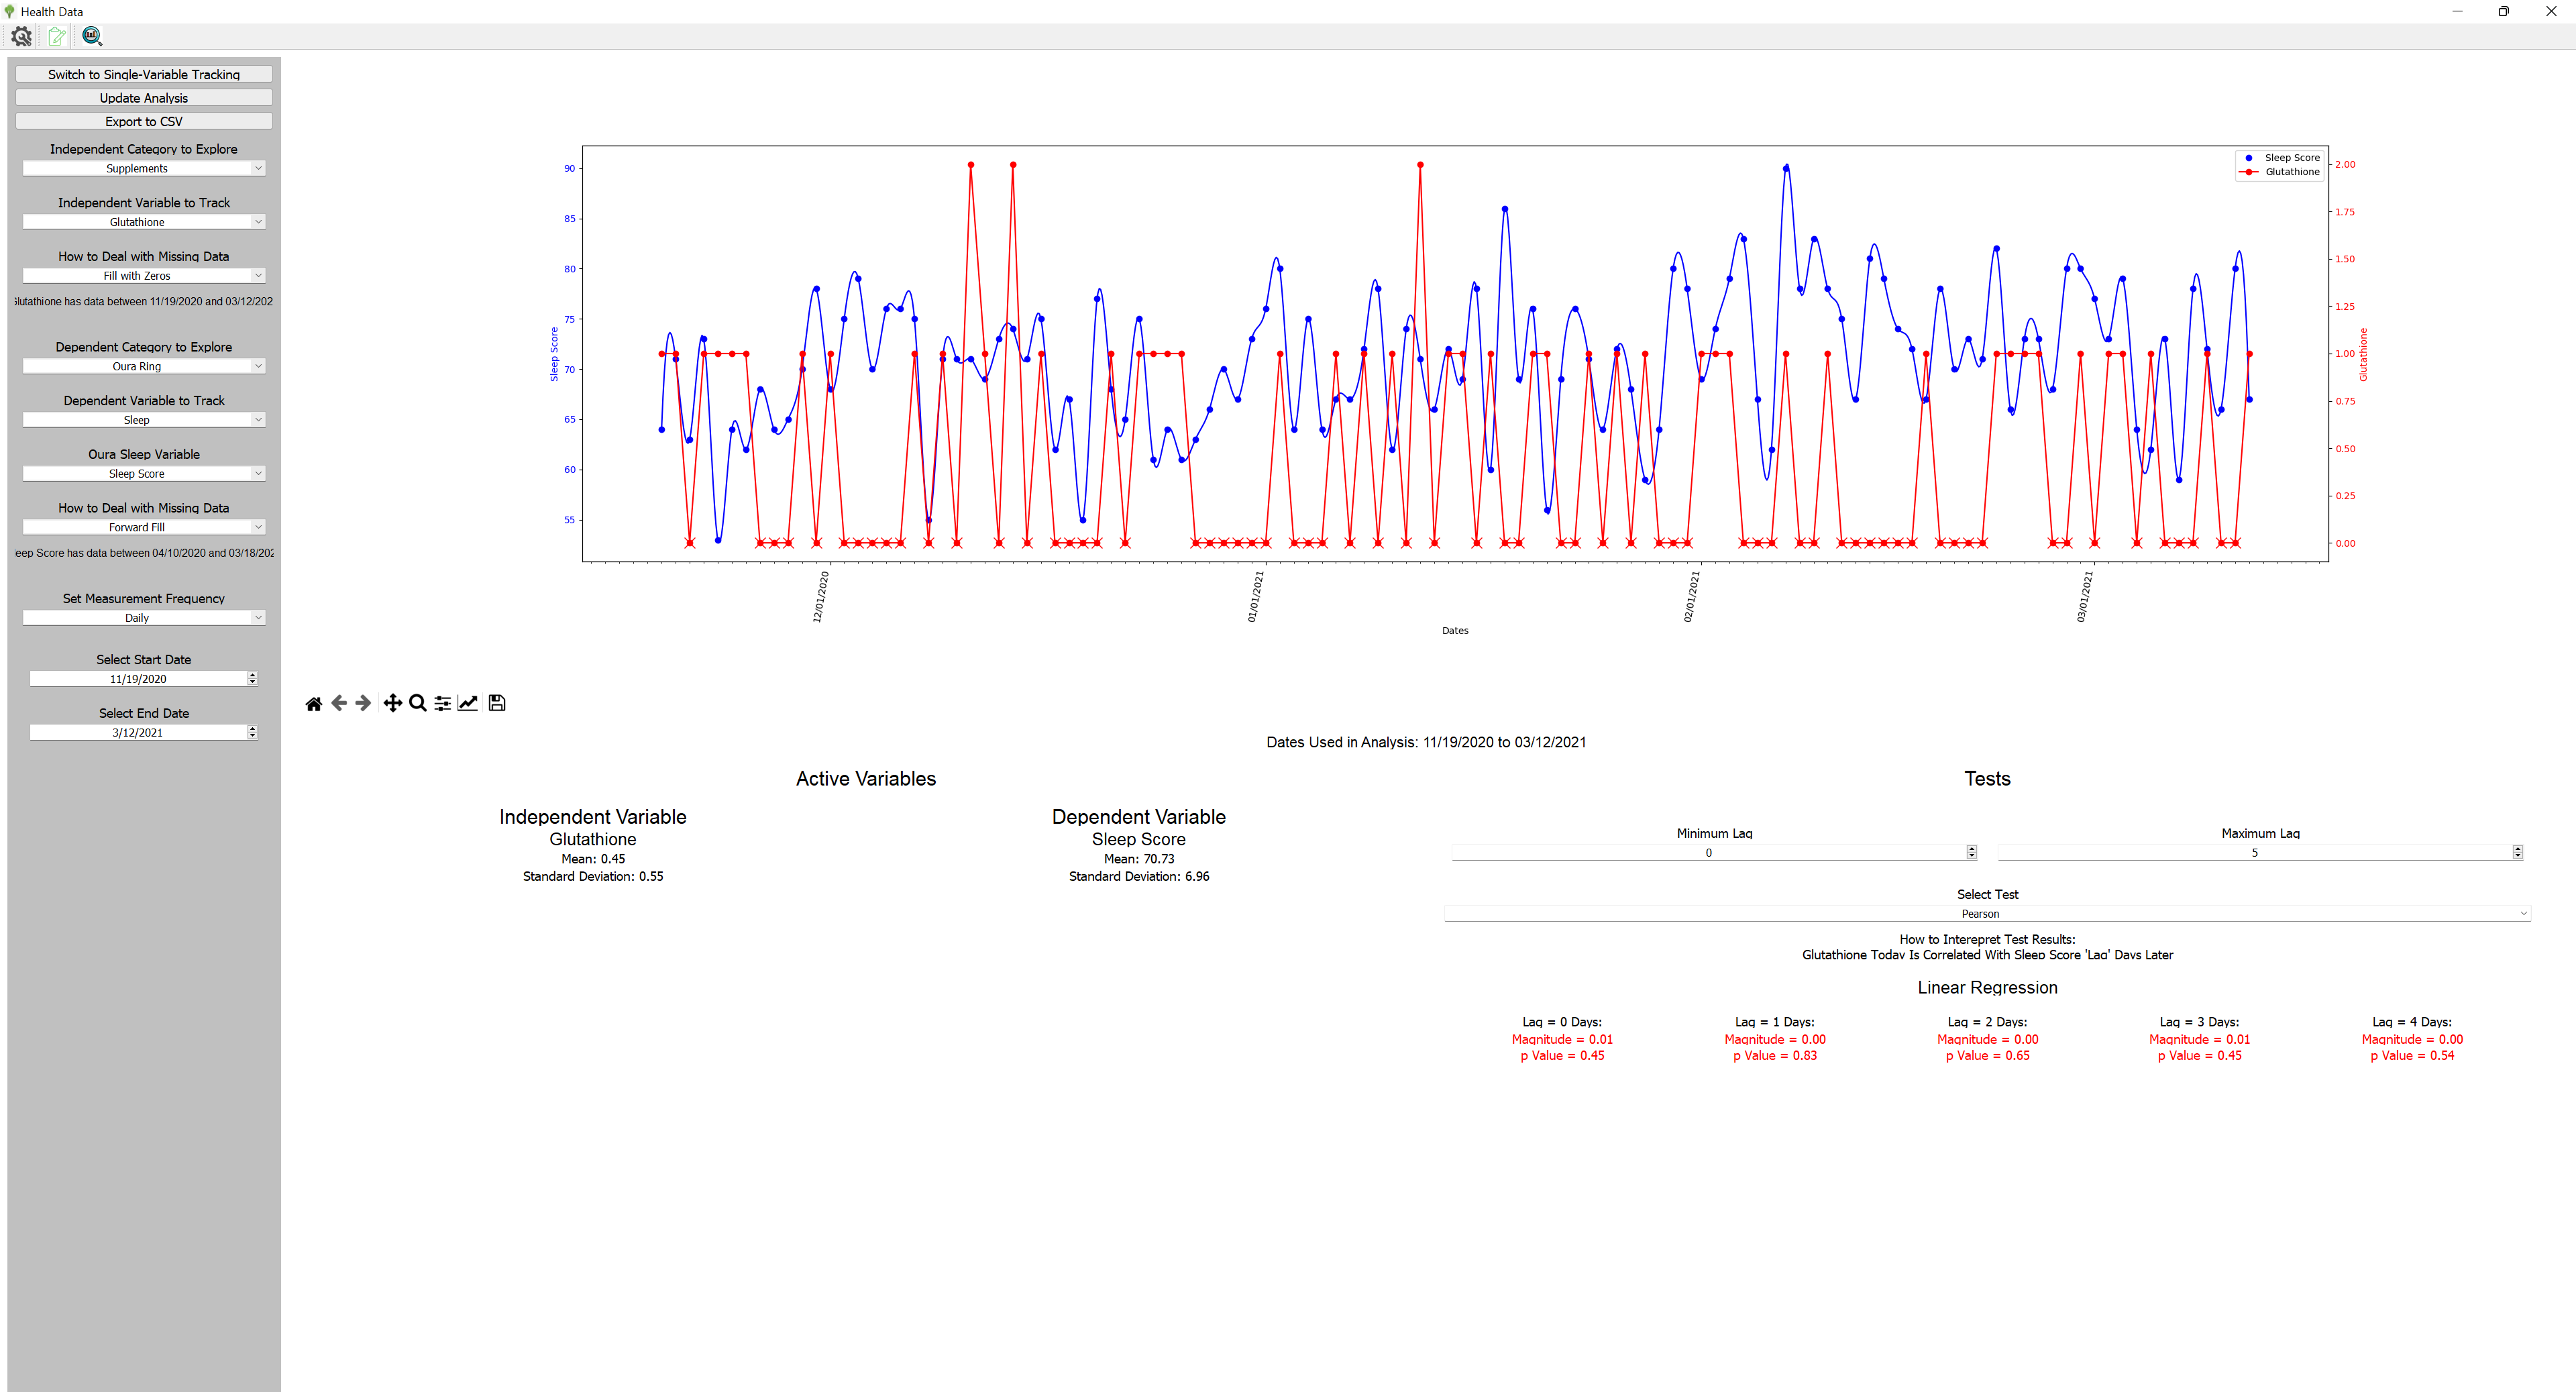 Health Data
Switch to Single-Variable Tracking
Update Analysis
Export to CSV
Independent Category to Explore
Supplements
Independent Variable to Track
Glutathione
How to Deal with Missing Data
Fill with Zeros
Glutathione has data between 11/19/2020 and 03/12/202
Dependent Category to Explore
Oura Ring
Dependent Variable to Track
Sleep
Oura Sleep Variable
Sleep Score
How to Deal with Missing Data
Forward Fill
leep Score has data between 04/10/2020 and 03/18/202
Set Measurement Frequency
Daily
Select Start Date
11/19/2020
Select End Date
3/12/2021
Sleep Score
90
85
80
75
70
65
60
55
Sleep Score
Glutathione
2.00
1.75
1.50
1.25
1.00
0.75
0.50
0.25
0.00
Glutathione
12/01/2020
01/01/2021
02/01/2021
03/01/2021
Dates
Dates Used in Analysis: 11/19/2020 to 03/12/2021
Active Variables
Independent Variable
Glutathione
Mean: 0.45
Standard Deviation: 0.55
Dependent Variable
Sleep Score
Mean: 70.73
Standard Deviation: 6.96
Tests
Minimum Lag
0
Maximum Lag
5
Select Test
Pearson
How to Interepret Test Results:
Glutathione Today Is Correlated With Sleep Score 'Lag' Days Later
Linear Regression
Lag = 0 Days:
Magnitude = 0.01
p Value = 0.45
Lag = 1 Days:
Magnitude = 0.00
p Value = 0.83
Lag = 2 Days:
Magnitude = 0.00
p Value = 0.65
Lag = 3 Days:
Magnitude = 0.01
p Value = 0.45
Lag = 4 Days:
Magnitude = 0.00
p Value = 0.54